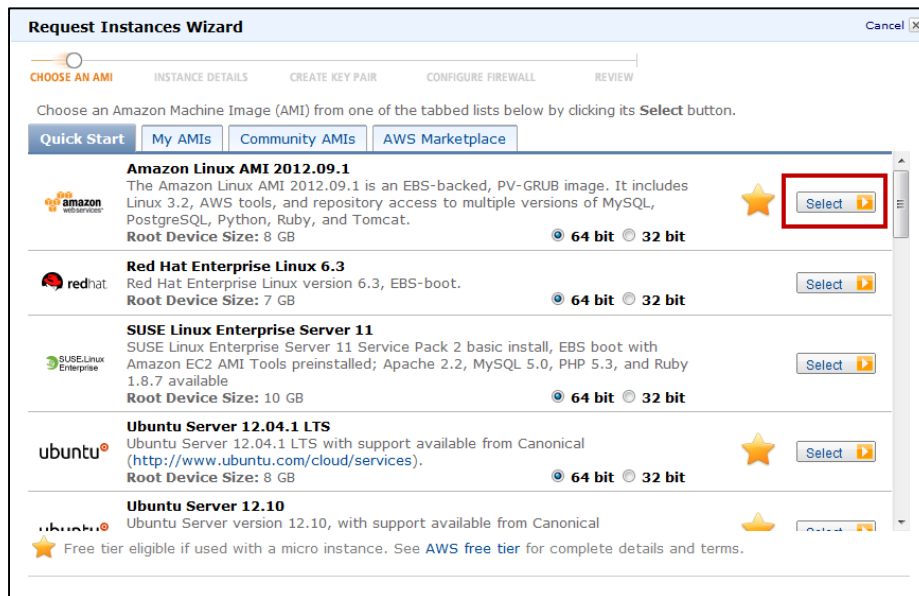 Request Instances Wizard
Cancel
CHOOSE AN AMI INSTANCE DETAILS CREATE KEY PAIR CONFIGURE FIREWALL REVIEW
Choose an Amazon Machine Image (AMI) from one of the tabbed lists below by clicking its Select button.
Quick Start My AMIs Community AMIs AWS Marketplace
amazon
webservices
Amazon Linux AMI 2012.09.1
The Amazon Linux AMI 2012.09.1 is an EBS-backed, PV-GRUB image. It includes
Linux 3.2, AWS tools, and repository access to multiple versions of MySQL,
PostgreSQL, Python, Ruby, and Tomcat.
Root Device Size: 8 GB 64 bit 32 bit
Select
redhat
Red Hat Enterprise Linux 6.3
Red Hat Enterprise Linux version 6.3, EBS-boot.
Root Device Size: 7 GB 64 bit 32 bit
Select
SUSE.Linux
Enterprise
SUSE Linux Enterprise Server 11
SUSE Linux Enterprise Server 11 Service Pack 2 basic install, EBS boot with
Amazon EC2 AMI Tools preinstalled; Apache 2.2, MySQL 5.0, PHP 5.3, and Ruby
1.8.7 available
Root Device Size: 10 GB 64 bit 32 bit
Select
ubuntu
Ubuntu Server 12.04.1 LTS
Ubuntu Server 12.04.1 LTS with support available from Canonical
(http://www.ubuntu.com/cloud/services).
Root Device Size: 8 GB 64 bit 32 bit
Select
ubuntu
Ubuntu Server 12.10
Ubuntu Server version 12.10, with support available from Canonical
Select
Free tier eligible if used with a micro instance. See AWS free tier for complete details and terms.